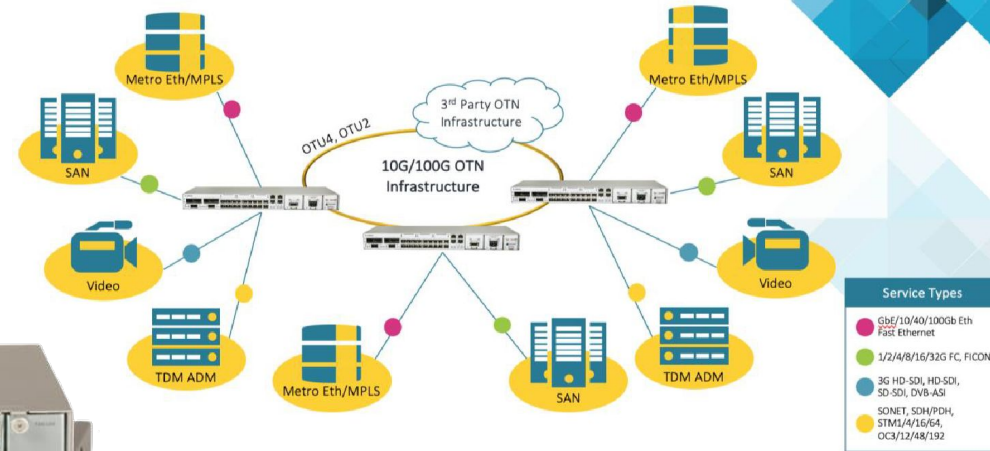 Metro Eth/MPLS
Metro Eth/MPLS
3rd Party OTN
Infrastructure
OTU4, OTU2
SAN
SAN
10G/100G OTN
Infrastructure
Video
Video
Service Types
GbE/10/40/100Gb Eth
Fast Ethernet
1/2/4/8/16/32G FC, FICON
3G HD-SDI, HD-SDI,
SD-SDI, DVB-ASI
SONET, SDH/PDH,
STM1/4/16/64,
OC3/12/48/192
TDM ADM
TDM ADM
Metro Eth/MPLS
SAN